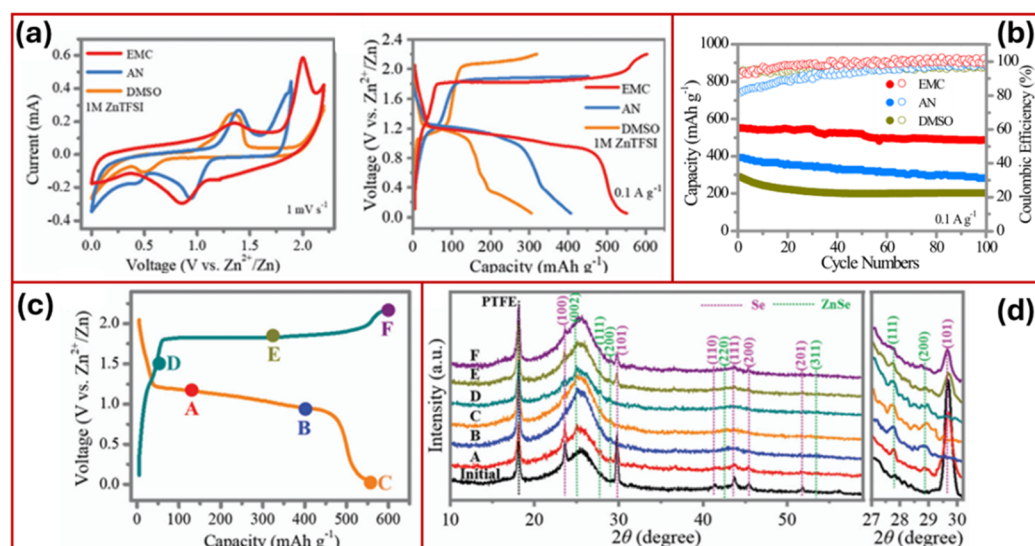 (a)
EMC
AN
DMSO
1M ZnTFSI
1 mV s⁻¹
Current (mA)
0.6
0.4
0.2
0.0
-0.2
-0.4
0.0 0.5 1.0 1.5 2.0
Voltage (V vs. Zn²⁺/Zn)
Voltage (V vs. Zn²⁺/Zn)
2.4
2.0
1.6
1.2
0.8
0.4
0.0
EMC
AN
DMSO
1M ZnTFSI
0.1 A g⁻¹
0 100 200 300 400 500 600
Capacity (mAh g⁻¹)
(b)
Capacity (mAh g⁻¹)
1000
800
600
400
200
0
EMC
AN
DMSO
0.1 A g⁻¹
100
80
60
40
20
0
Coulombic Efficiency (%)
0 20 40 60 80 100
Cycle Numbers
(c)
Voltage (V vs. Zn²⁺/Zn)
2.0
1.5
1.0
0.5
0.0
A
B
C
D
E
F
0 100 200 300 400 500 600
Capacity (mAh g⁻¹)
(d)
Se
ZnSe
PTFE
(100)
(002)
(111)
(200)
(101)
(110)
(220)
(111)
(200)
(201)
(311)
F
E
D
C
B
A
Initial
Intensity (a.u.)
10 20 30 40 50
2θ (degree)
(111)
(200)
(101)
27 28 29 30
2θ (degree)